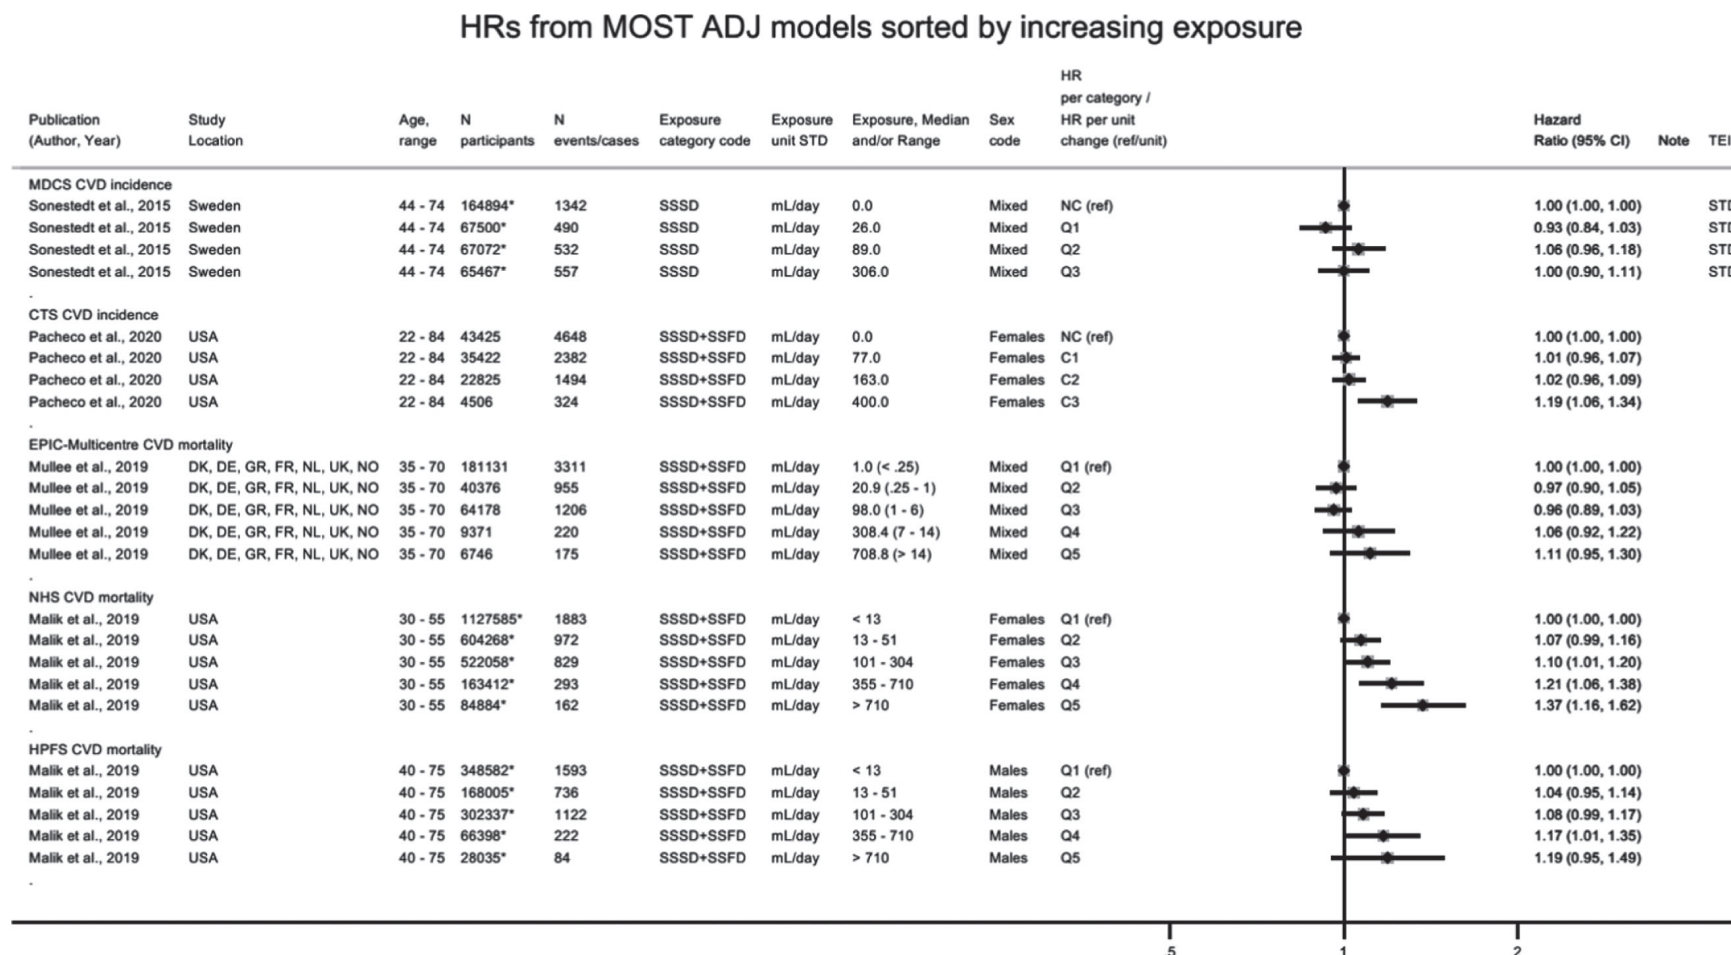 HRs from MOST ADJ models sorted by increasing exposure
HR
per category /
Publication Study Age, N N Exposure Exposure Exposure, Median Sex HR per unit Hazard
(Author, Year) Location range participants events/cases category code unit STD and/or Range code change (ref/unit) Ratio (95% CI) Note TEI
MDCS CVD incidence
Sonestedt et al., 2015 Sweden 44 - 74 164894* 1342 SSSD mL/day 0.0 Mixed NC (ref) 1.00 (1.00, 1.00) STD
Sonestedt et al., 2015 Sweden 44 - 74 67500* 490 SSSD mL/day 26.0 Mixed Q1 0.93 (0.84, 1.03) STD
Sonestedt et al., 2015 Sweden 44 - 74 67072* 532 SSSD mL/day 89.0 Mixed Q2 1.06 (0.96, 1.18) STD
Sonestedt et al., 2015 Sweden 44 - 74 65467* 557 SSSD mL/day 306.0 Mixed Q3 1.00 (0.90, 1.11) STD
.
CTS CVD incidence
Pacheco et al., 2020 USA 22 - 84 43425 4648 SSSD+SSFD mL/day 0.0 Females NC (ref) 1.00 (1.00, 1.00)
Pacheco et al., 2020 USA 22 - 84 35422 2382 SSSD+SSFD mL/day 77.0 Females C1 1.01 (0.96, 1.07)
Pacheco et al., 2020 USA 22 - 84 22825 1494 SSSD+SSFD mL/day 163.0 Females C2 1.02 (0.96, 1.09)
Pacheco et al., 2020 USA 22 - 84 4506 324 SSSD+SSFD mL/day 400.0 Females C3 1.19 (1.06, 1.34)
.
EPIC-Multicentre CVD mortality
Mullee et al., 2019 DK, DE, GR, FR, NL, UK, NO 35 - 70 181131 3311 SSSD+SSFD mL/day 1.0 (< .25) Mixed Q1 (ref) 1.00 (1.00, 1.00)
Mullee et al., 2019 DK, DE, GR, FR, NL, UK, NO 35 - 70 40376 955 SSSD+SSFD mL/day 20.9 (.25 - 1) Mixed Q2 0.97 (0.90, 1.05)
Mullee et al., 2019 DK, DE, GR, FR, NL, UK, NO 35 - 70 64178 1206 SSSD+SSFD mL/day 98.0 (1 - 6) Mixed Q3 0.96 (0.89, 1.03)
Mullee et al., 2019 DK, DE, GR, FR, NL, UK, NO 35 - 70 9371 220 SSSD+SSFD mL/day 308.4 (7 - 14) Mixed Q4 1.06 (0.92, 1.22)
Mullee et al., 2019 DK, DE, GR, FR, NL, UK, NO 35 - 70 6746 175 SSSD+SSFD mL/day 708.8 (> 14) Mixed Q5 1.11 (0.95, 1.30)
.
NHS CVD mortality
Malik et al., 2019 USA 30 - 55 1127585* 1883 SSSD+SSFD mL/day < 13 Females Q1 (ref) 1.00 (1.00, 1.00)
Malik et al., 2019 USA 30 - 55 604268* 972 SSSD+SSFD mL/day 13 - 51 Females Q2 1.07 (0.99, 1.16)
Malik et al., 2019 USA 30 - 55 522058* 829 SSSD+SSFD mL/day 101 - 304 Females Q3 1.10 (1.01, 1.20)
Malik et al., 2019 USA 30 - 55 163412* 293 SSSD+SSFD mL/day 355 - 710 Females Q4 1.21 (1.06, 1.38)
Malik et al., 2019 USA 30 - 55 84884* 162 SSSD+SSFD mL/day > 710 Females Q5 1.37 (1.16, 1.62)
.
HPFS CVD mortality
Malik et al., 2019 USA 40 - 75 348582* 1593 SSSD+SSFD mL/day < 13 Males Q1 (ref) 1.00 (1.00, 1.00)
Malik et al., 2019 USA 40 - 75 168005* 736 SSSD+SSFD mL/day 13 - 51 Males Q2 1.04 (0.95, 1.14)
Malik et al., 2019 USA 40 - 75 302337* 1122 SSSD+SSFD mL/day 101 - 304 Males Q3 1.08 (0.99, 1.17)
Malik et al., 2019 USA 40 - 75 66398* 222 SSSD+SSFD mL/day 355 - 710 Males Q4 1.17 (1.01, 1.35)
Malik et al., 2019 USA 40 - 75 28035* 84 SSSD+SSFD mL/day > 710 Males Q5 1.19 (0.95, 1.49)
.
.5 1 2